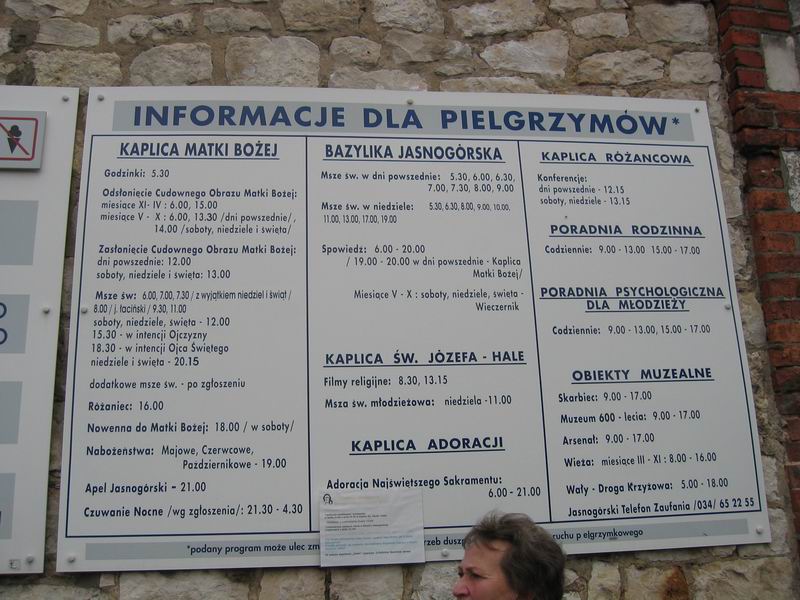 INFORMACJE DLA PIELGRZYMÓW*
KAPLICA MATKI BOŻEJ
Godzinki: 5.30
Odsłonięcie Cudownego Obrazu Matki Bożej:
miesiące XI- IV : 6.00, 15.00
miesiące V - X : 6.00, 13.30 /dni powszednie/,
14.00 /soboty, niedziele i święta/
Zasłonięcie Cudownego Obrazu Matki Bożej:
dni powszednie: 12.00
soboty, niedziele i święta: 13.00
Msze św: 6.00, 7.00, 7.30 / z wyjątkiem niedziel i świąt /
8.00 / j. łaciński / 9.30, 11.00
soboty, niedziele, święta - 12.00
15.30 - w intencji Ojczyzny
18.30 - w intencji Ojca Świętego
niedziele i święta - 20.15
dodatkowe msze św. - po zgłoszeniu
Różaniec: 16.00
Nowenna do Matki Bożej: 18.00 / w soboty/
Nabożeństwa: Majowe, Czerwcowe,
Październikowe - 19.00
Apel Jasnogórski - 21.00
Czuwanie Nocne /wg zgłoszenia/: 21.30 - 4.30
BAZYLIKA JASNOGÓRSKA
Msze św. w dni powszednie: 5.30, 6.00, 6.30,
7.00, 7.30, 8.00, 9.00
Msze św. w niedziele: 5.30, 6.30, 8.00, 9.00, 10.00,
11.00, 13.00, 17.00, 19.00
Spowiedź: 6.00 - 20.00
/ 19.00 - 20.00 w dni powszednie - Kaplica
Matki Bożej/
Miesiące V - X : soboty, niedziele, święta -
Wieczernik
KAPLICA ŚW. JÓZEFA - HALE
Filmy religijne: 8.30, 13.15
Msza św. młodzieżowa: niedziela -11.00
KAPLICA ADORACJI
Adoracja Najświętszego Sakramentu:
6.00 - 21.00
KAPLICA RÓŻANCOWA
Konferencje:
dni powszednie - 12.15
soboty, niedziele - 13.15
PORADNIA RODZINNA
Codziennie: 9.00 - 13.00 15.00 - 17.00
PORADNIA PSYCHOLOGICZNA
DLA MŁODZIEŻY
Codziennie: 9.00 - 13.00, 15.00 - 17.00
OBIEKTY MUZEALNE
Skarbiec: 9.00 - 17.00
Muzeum 600 - lecia: 9.00 - 17.00
Arsenał: 9.00 - 17.00
Wieża: miesiące III - XI : 8.00 - 16.00
Wały - Droga Krzyżowa: 5.00 - 18.00
Jasnogórski Telefon Zaufania /034/ 65 22 55
*podany program może ulec ruchu pielgrzymkowego